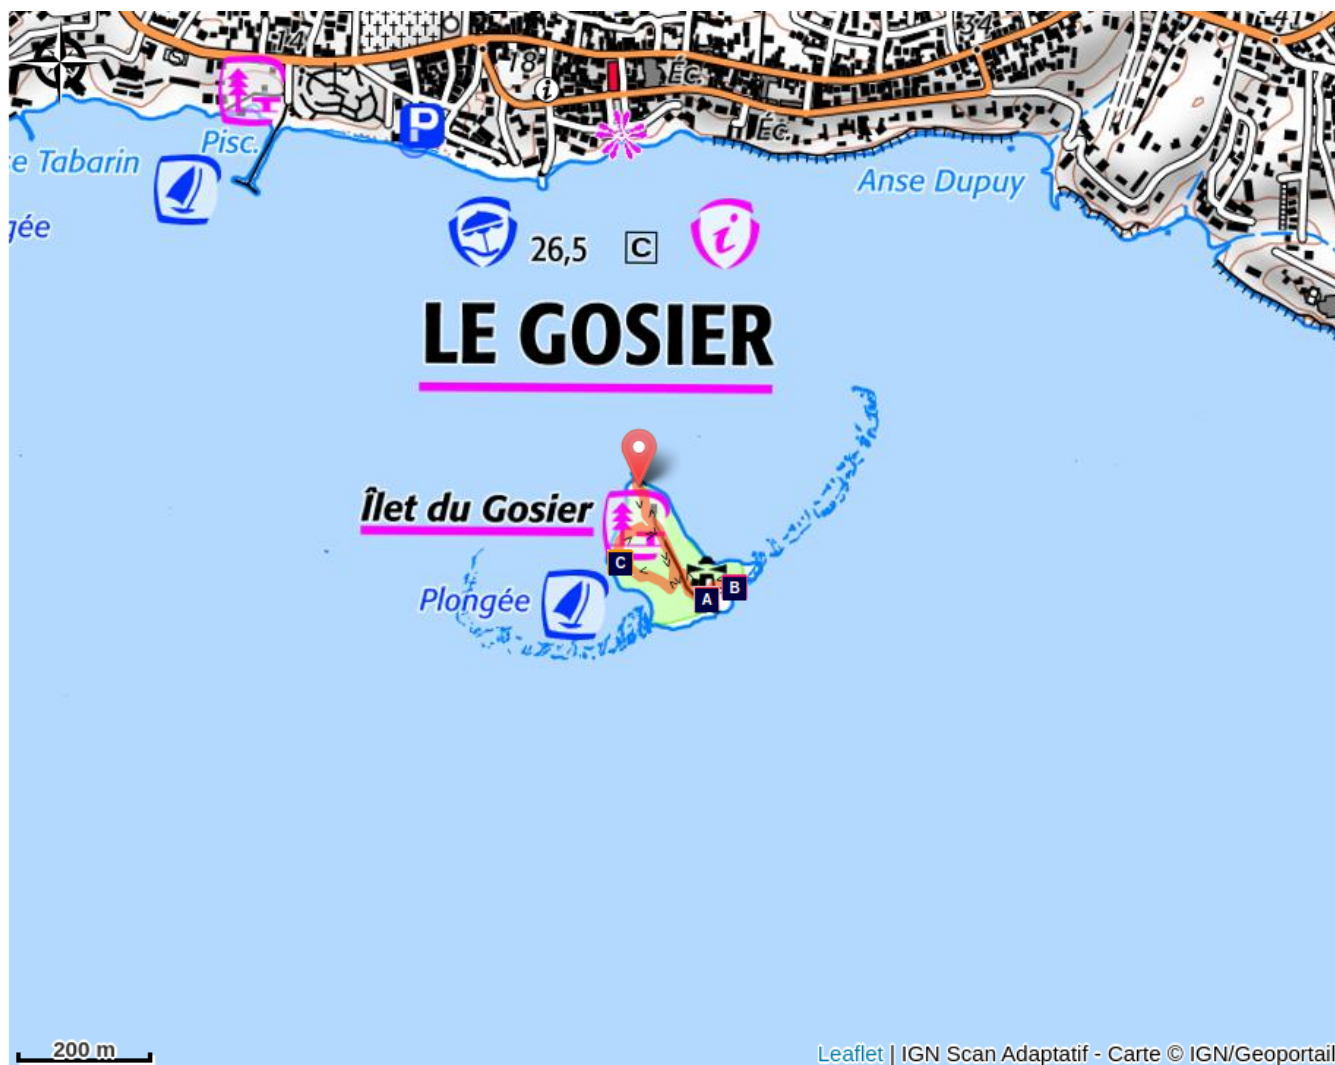 14
18
34
41
i
Éc.
Éc.
P
Pisc.
se Tabarin
gée
Anse Dupuy
26,5
C
i
LE GOSIER
Îlet du Gosier
Plongée
C
A
B
200 m
Leaflet | IGN Scan Adaptatif - Carte © IGN/Geoportail